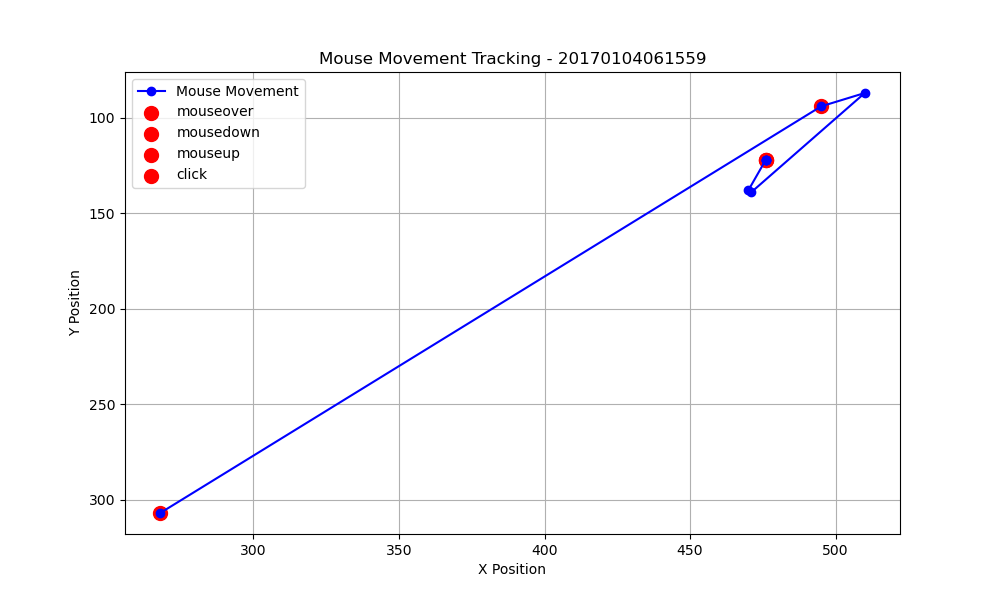 Mouse Movement Tracking - 20170104061559
Mouse Movement
mouseover
mousedown
mouseup
click
100
150
200
250
300
Y Position
300
350
400
450
500
X Position